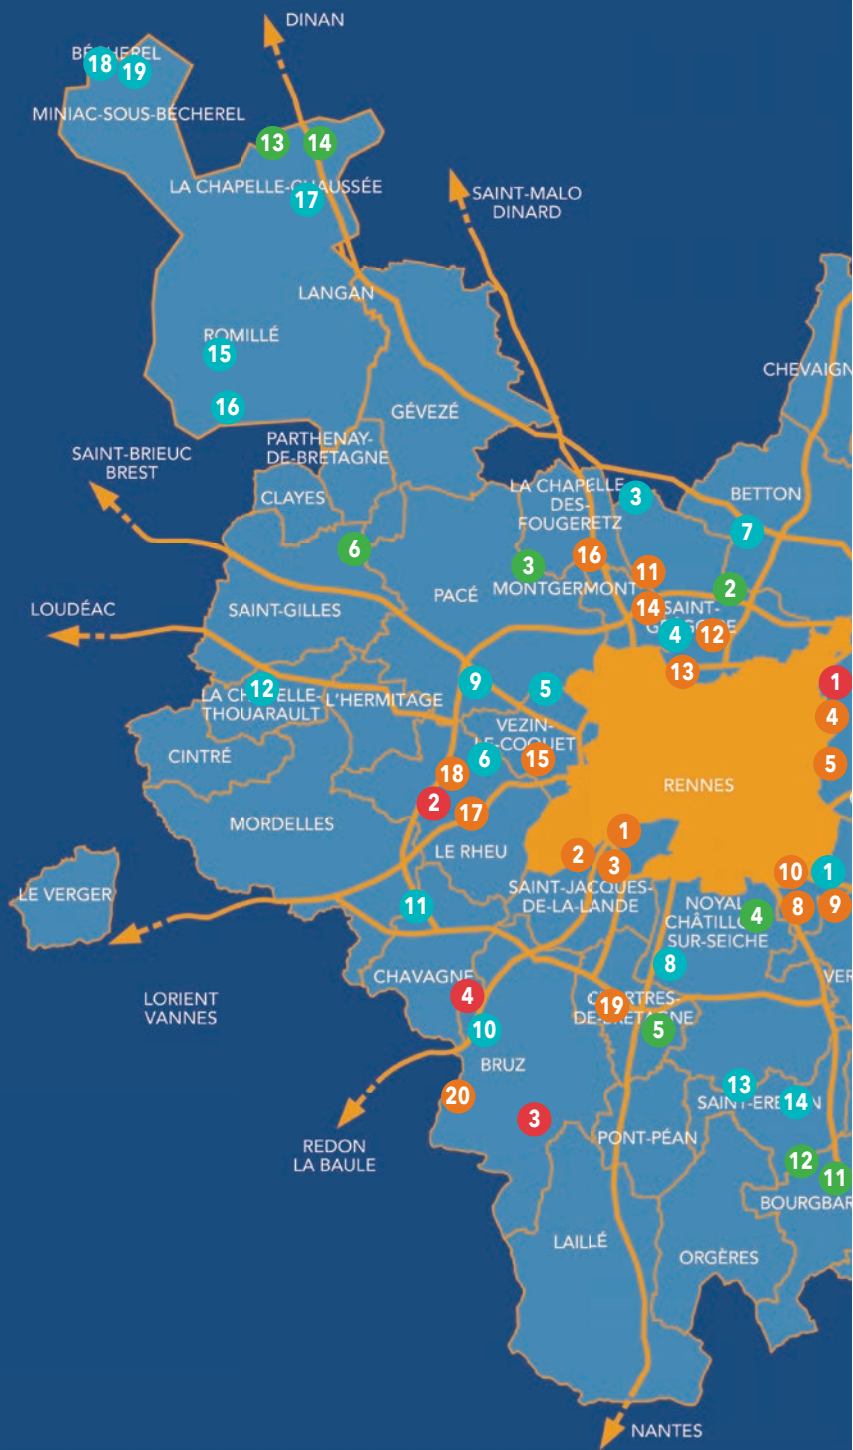 DINAN
BÉCHEREL
18
19
MINIAC-SOUS-BÉCHEREL
13
14
LA CHAPELLE-CHAUSSÉE
17
SAINT-MALO
DINARD
LANGAN
ROMILLÉ
15
16
CHEVAIGN
GÉVEZÉ
PARTHENAY-
DE-BRETAGNE
SAINT-BRIEUC
BREST
CLAYES
LA CHAPELLE
DES-
FOUGERETZ
3
BETTON
7
6
3
16
11
MONTGERMONT
2
PACÉ
LOUDÉAC
SAINT-GILLES
14
SAINT-
GRÉGOIRE
4
12
13
1
9
5
12
LA CHAPELLE-
THOUARAULT
L'HERMITAGE
4
VEZIN-
LE-COQUET
CINTRÉ
6
15
5
18
2
17
RENNES
MORDELLES
1
LE RHEU
2
3
10
1
LE VERGER
SAINT-JACQUES-
DE-LA-LANDE
11
NOYAL
CHÂTILLON
SUR-SEICHE
4
8
9
8
CHAVAGNE
4
VER
LORIENT
VANNES
19
CHARTRES-
DE-BRETAGNE
10
5
BRUZ
20
13
SAINT-ERBLON
14
3
REDON
LA BAULE
PONT-PÉAN
12
11
BOURGBAR
LAILLÉ
ORGÈRES
NANTES